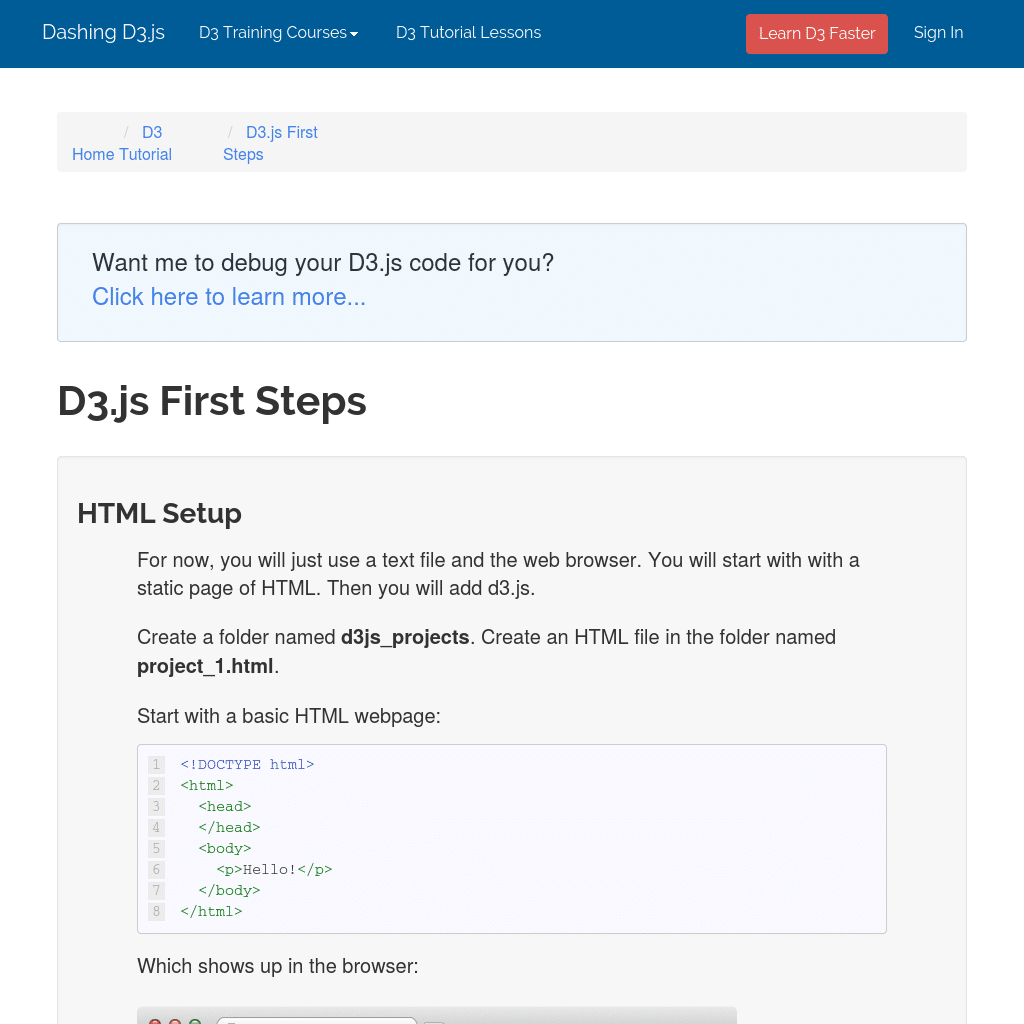 Dashing D3.js D3 Training Courses D3 Tutorial Lessons Learn D3 Faster Sign In
/ D3 / D3.js First
Home Tutorial Steps
Want me to debug your D3.js code for you?
Click here to learn more...
D3.js First Steps
HTML Setup
For now, you will just use a text file and the web browser. You will start with with a
static page of HTML. Then you will add d3.js.
Create a folder named d3js_projects. Create an HTML file in the folder named
project_1.html.
Start with a basic HTML webpage:
1 <!DOCTYPE html>
2 <html>
3 <head>
4 </head>
5 <body>
6 <p>Hello!</p>
7 </body>
8 </html>
Which shows up in the browser: